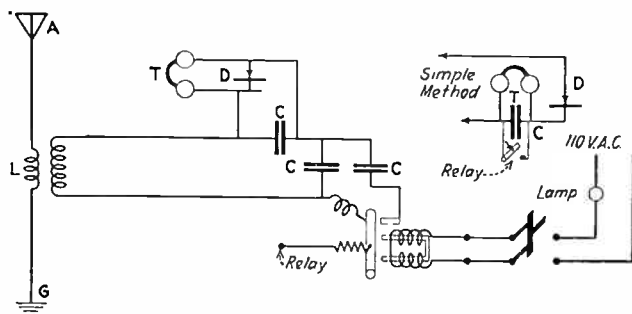 A
T
D
C
C
C
L
G
Relay
Simple
Method
D
T
C
Relay
110 V.A.C.
Lamp